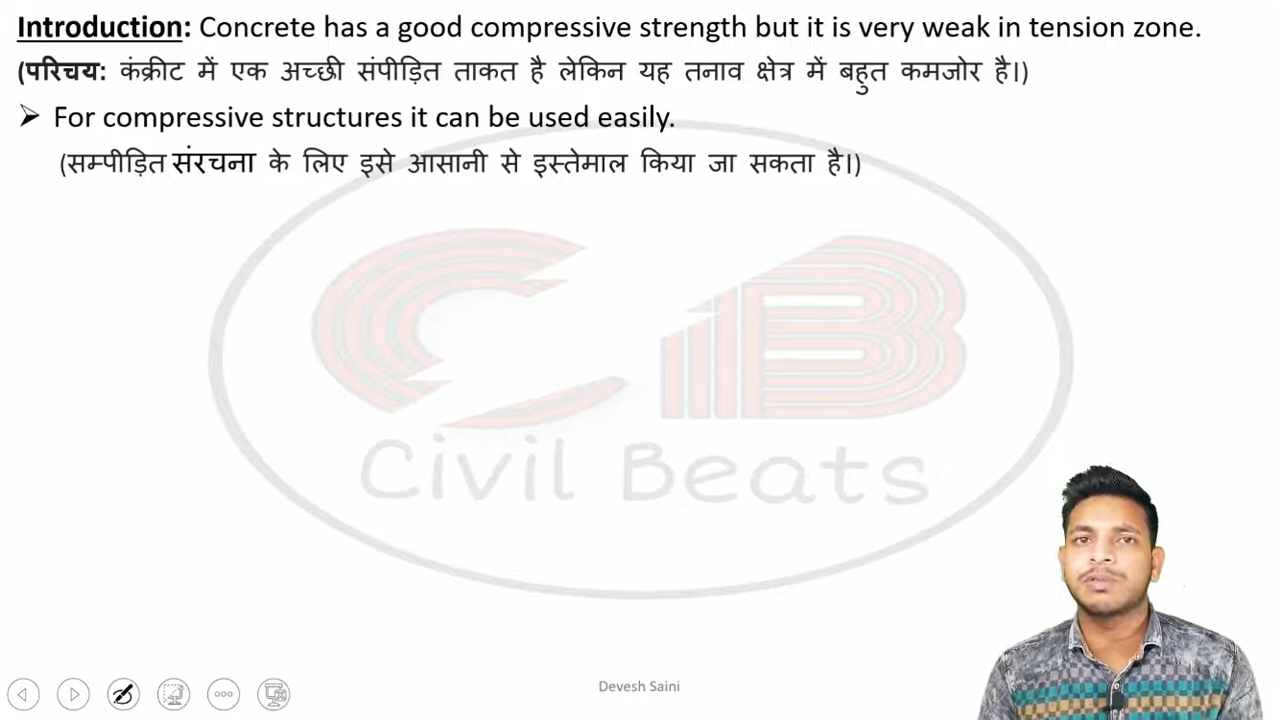 Introduction: Concrete has a good compressive strength but it is very weak in tension zone.
(परिचय: कंक्रीट में एक अच्छी संपीड़ित ताकत है लेकिन यह तनाव क्षेत्र में बहुत कमजोर है।)
➢ For compressive structures it can be used easily.
(सम्पीड़ित संरचना के लिए इसे आसानी से इस्तेमाल किया जा सकता है।)
CB
Civil Beats
Devesh Saini